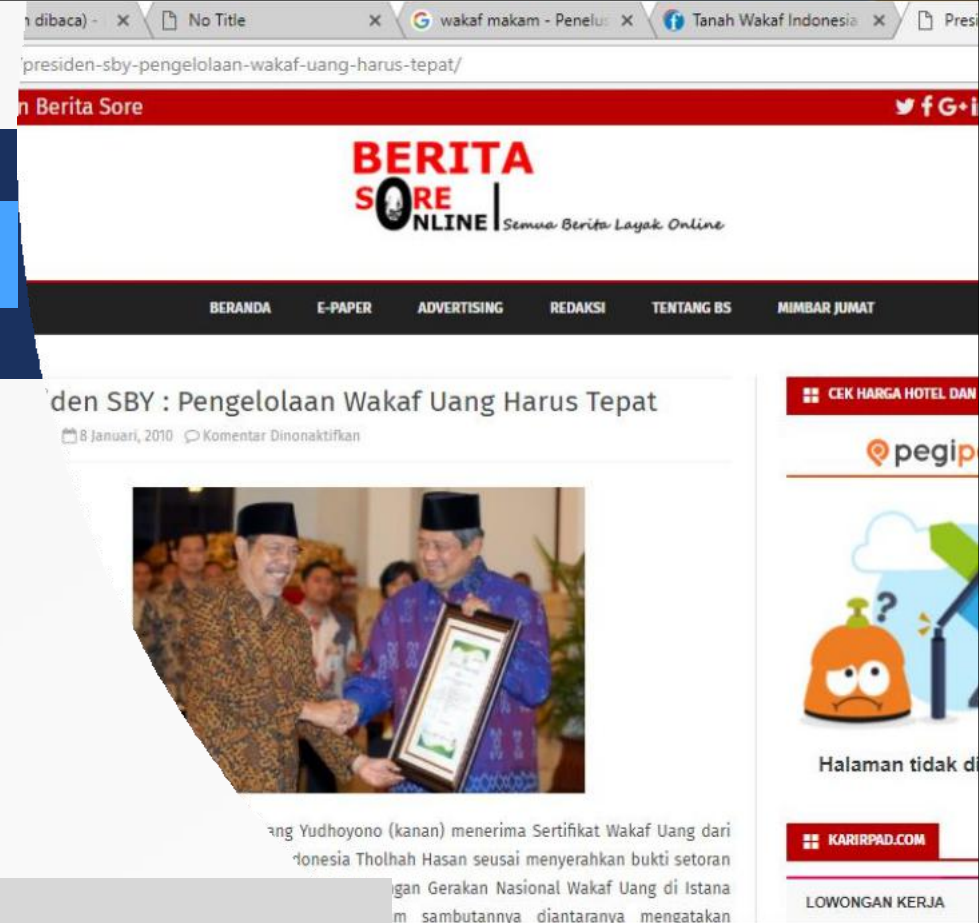 n dibaca) -
No Title
wakaf makam - Penelu
Tanah Wakaf Indonesia
Presi
/presiden-sby-pengelolaan-wakaf-uang-harus-tepat/
n Berita Sore
BERITA
SORE
ONLINE Semua Berita Layak Online
BERANDA E-PAPER ADVERTISING REDAKSI TENTANG BS MIMBAR JUMAT
den SBY : Pengelolaan Wakaf Uang Harus Tepat
8 Januari, 2010 Komentar Dinonaktifkan
CEK HARGA HOTEL DAN
pegip
?
Halaman tidak di
ang Yudhoyono (kanan) menerima Sertifikat Wakaf Uang dari
donesia Tholhah Hasan seusai menyerahkan bukti setoran
ngan Gerakan Nasional Wakaf Uang di Istana
m sambutannya diantaranya mengatakan
KARIRPAD.COM
LOWONGAN KERJA